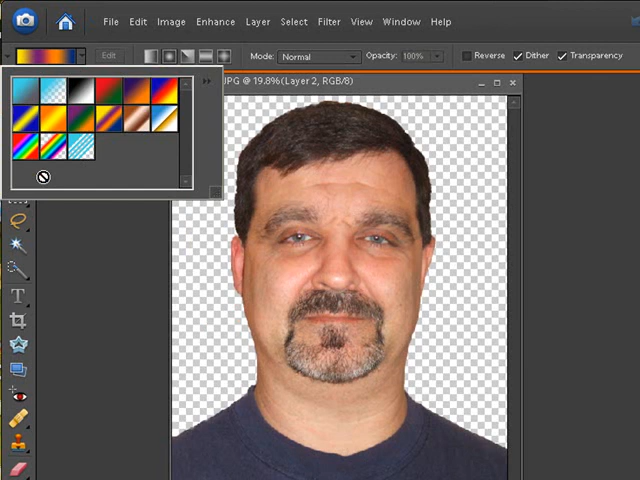 File Edit Image Enhance Layer Select Filter View Window Help
Edit Mode: Normal Opacity: 100% Reverse Dither Transparency
JPG @ 19.8%(Layer 2, RGB/8)
T